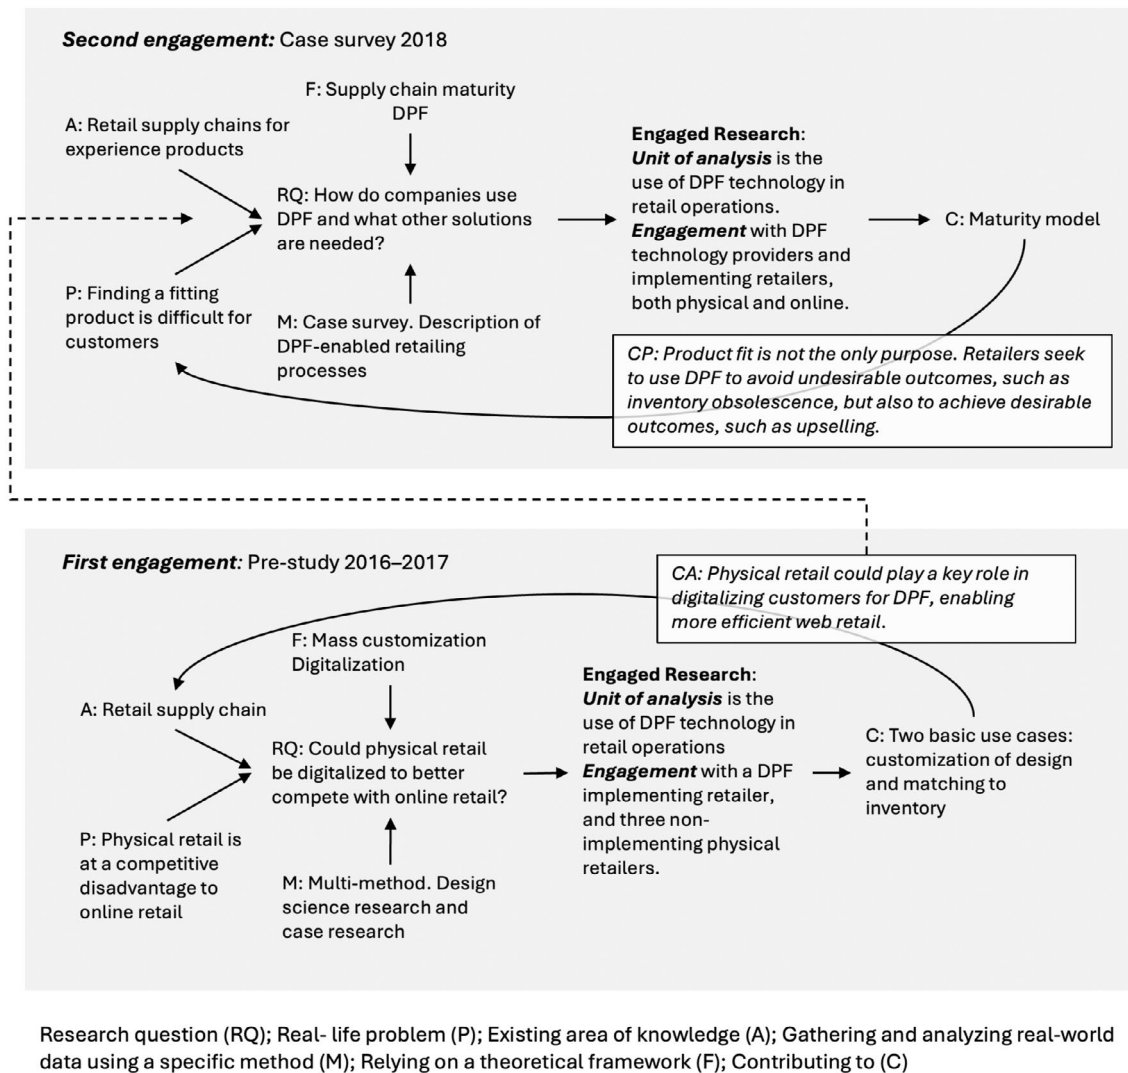 Second engagement: Case survey 2018
F: Supply chain maturity
DPF
A: Retail supply chains for
experience products
RQ: How do companies use
DPF and what other solutions
are needed?
P: Finding a fitting
product is difficult for
customers
M: Case survey. Description of
DPF-enabled retailing
processes
Engaged Research:
Unit of analysis is the
use of DPF technology in
retail operations.
Engagement with DPF
technology providers and
implementing retailers,
both physical and online.
C: Maturity model
CP: Product fit is not the only purpose. Retailers seek
to use DPF to avoid undesirable outcomes, such as
inventory obsolescence, but also to achieve desirable
outcomes, such as upselling.
First engagement: Pre-study 2016–2017
CA: Physical retail could play a key role in
digitalizing customers for DPF, enabling
more efficient web retail.
F: Mass customization
Digitalization
A: Retail supply chain
RQ: Could physical retail
be digitalized to better
compete with online retail?
P: Physical retail is
at a competitive
disadvantage to
online retail
M: Multi-method. Design
science research and
case research
Engaged Research:
Unit of analysis is the
use of DPF technology in
retail operations
Engagement with a DPF
implementing retailer,
and three non-
implementing physical
retailers.
C: Two basic use cases:
customization of design
and matching to
inventory
Research question (RQ); Real- life problem (P); Existing area of knowledge (A); Gathering and analyzing real-world
data using a specific method (M); Relying on a theoretical framework (F); Contributing to (C)